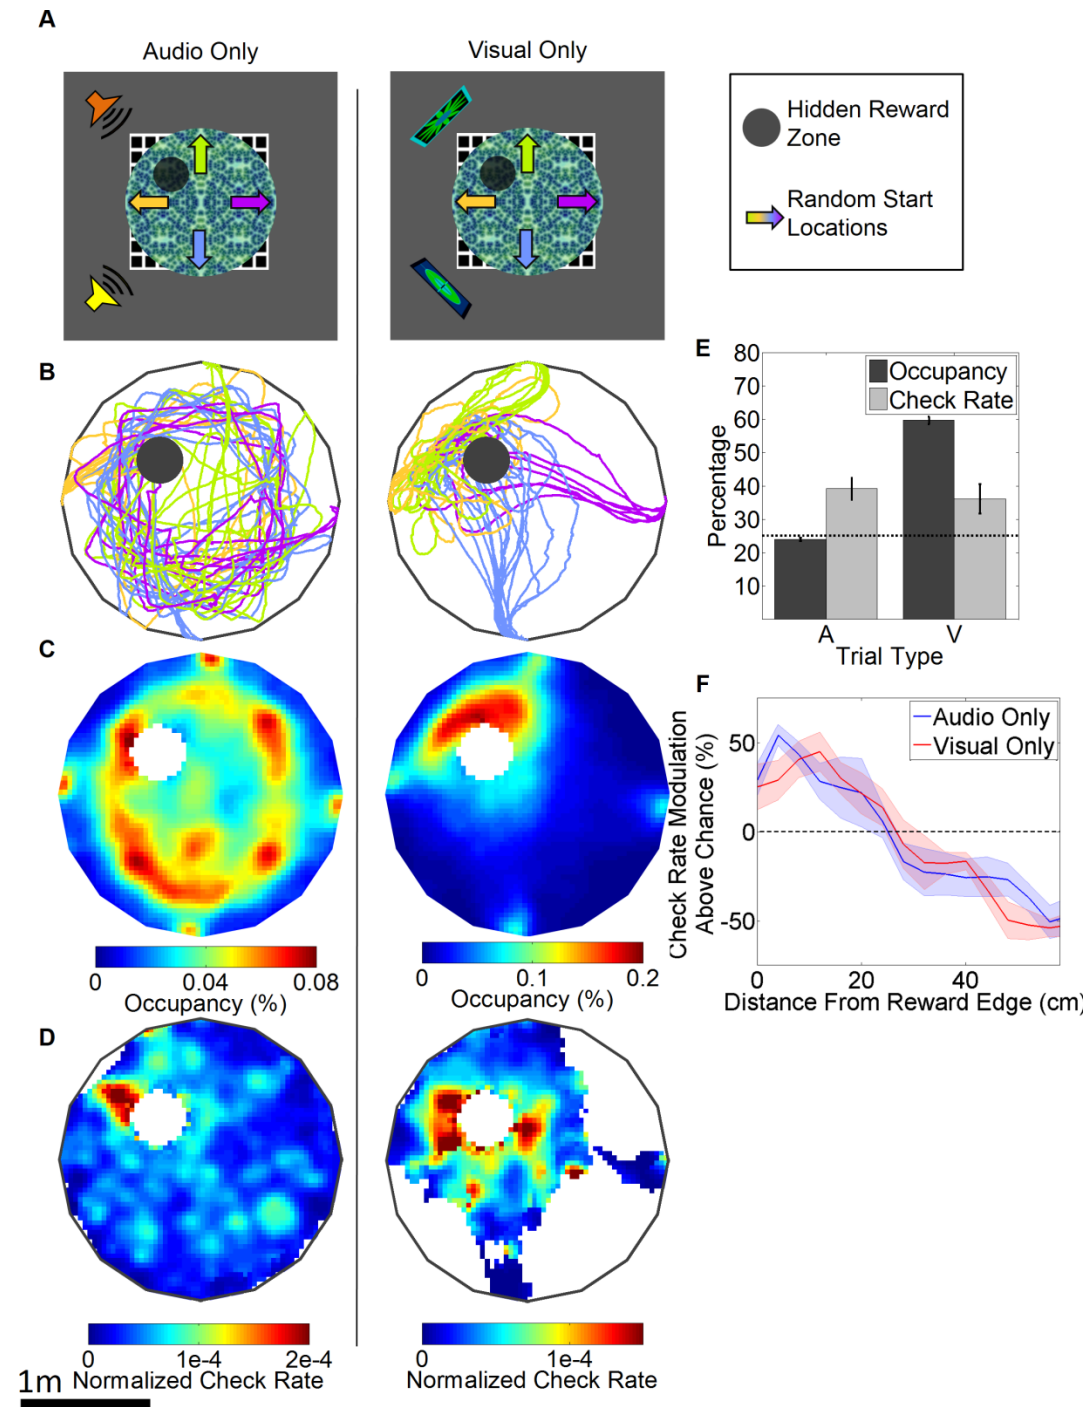 A
Audio Only
Visual Only
Hidden Reward
Zone
Random Start
Locations
B
E
80
70
60
50
40
30
20
10
Percentage
Occupancy
Check Rate
A
V
Trial Type
C
0
0.04
0.08
Occupancy (%)
0
0.1
0.2
Occupancy (%)
F
Audio Only
Visual Only
50
0
-50
Check Rate Modulation
Above Chance (%)
0
20
40
Distance From Reward Edge (cm)
D
0
1e-4
2e-4
Normalized Check Rate
0
1e-4
Normalized Check Rate
1m